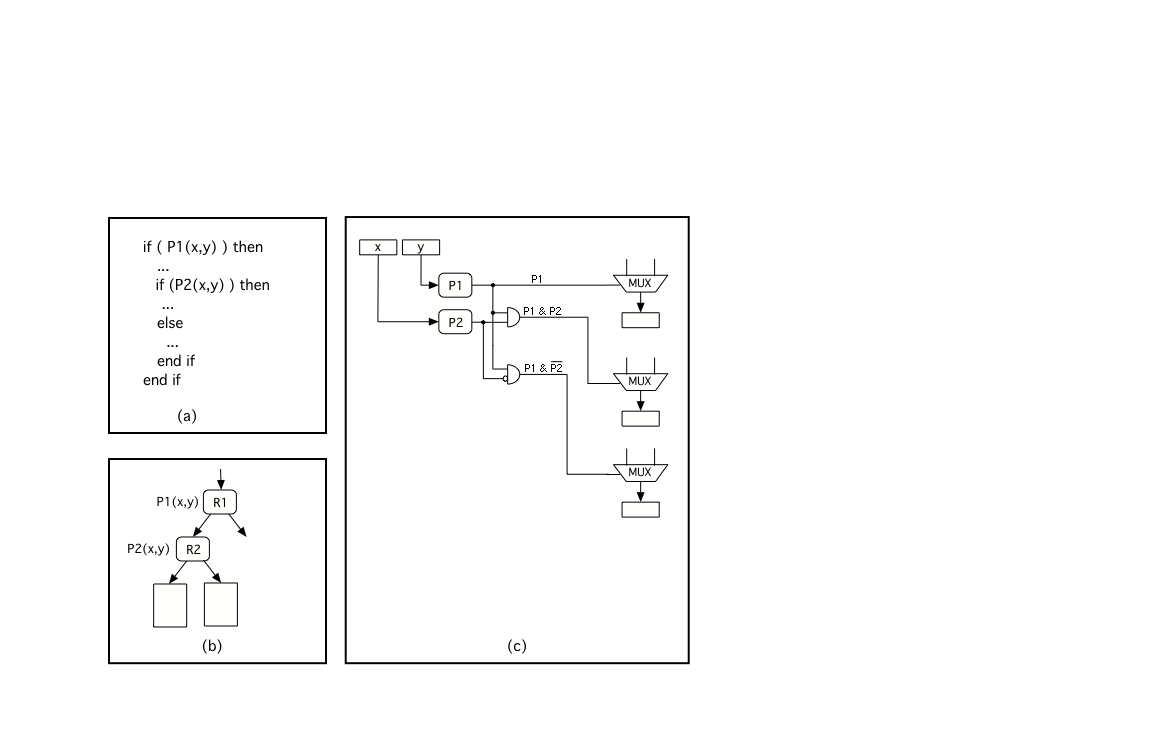 if ( P1(x,y) ) then
...
if (P2(x,y) ) then
...
else
...
end if
end if
(a)
P1(x,y)
R1
P2(x,y)
R2
(b)
x
y
P1
P1
MUX
P2
P1 & P2
P1 & P2̅
MUX
MUX
(c)